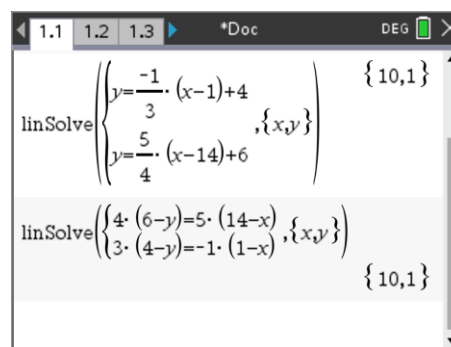 1.1 1.2 1.3 *Doc DEG
linSolve({y=-1/3·(x-1)+4
y=5/4·(x-14)+6,{x,y})
{10,1}
linSolve({4·(6-y)=5·(14-x)
3·(4-y)=-1·(1-x),{x,y})
{10,1}